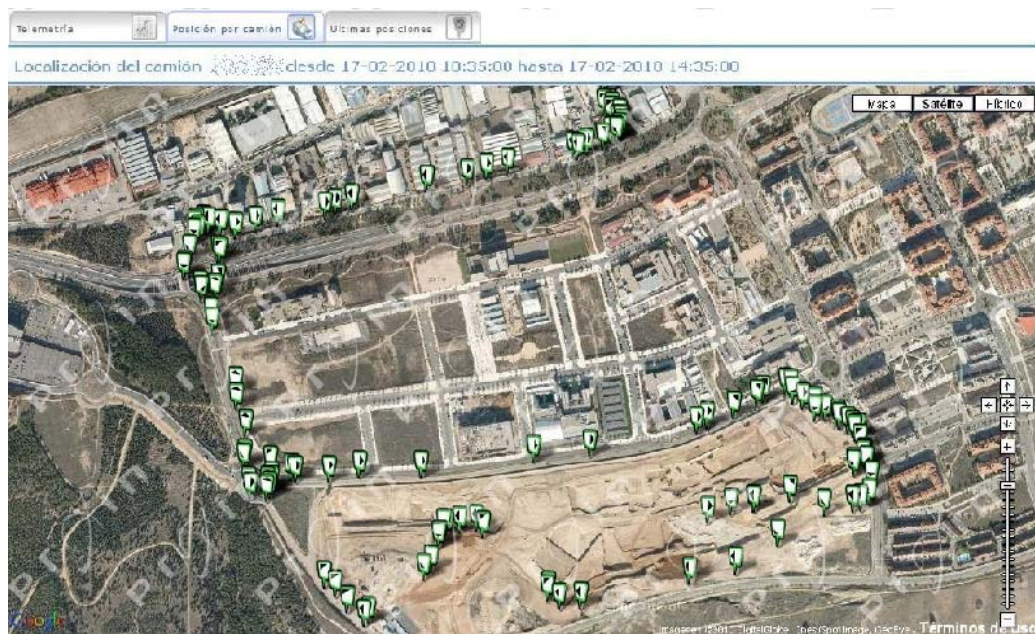 Telemetría
Posición por camión
Ultimas posiciones
Localización del camión desde 17-02-2010 10:35:00 hasta 17-02-2010 14:35:00
Mapa
Satélite
Híbrido
Google
Términos de Uso